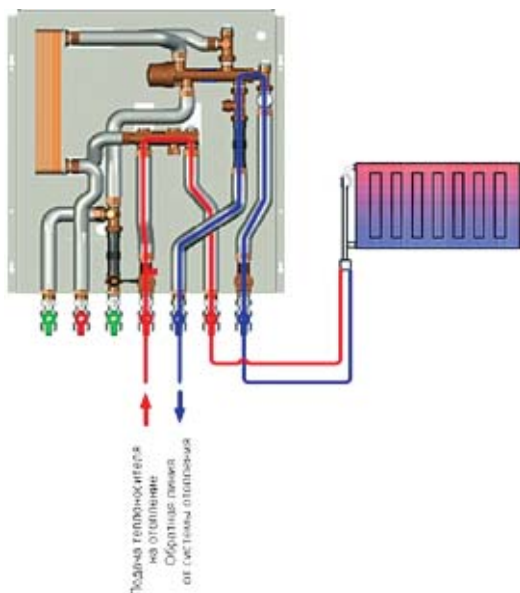 Подача теплоносителя
на отопление
Обратная линия
от системы отопления